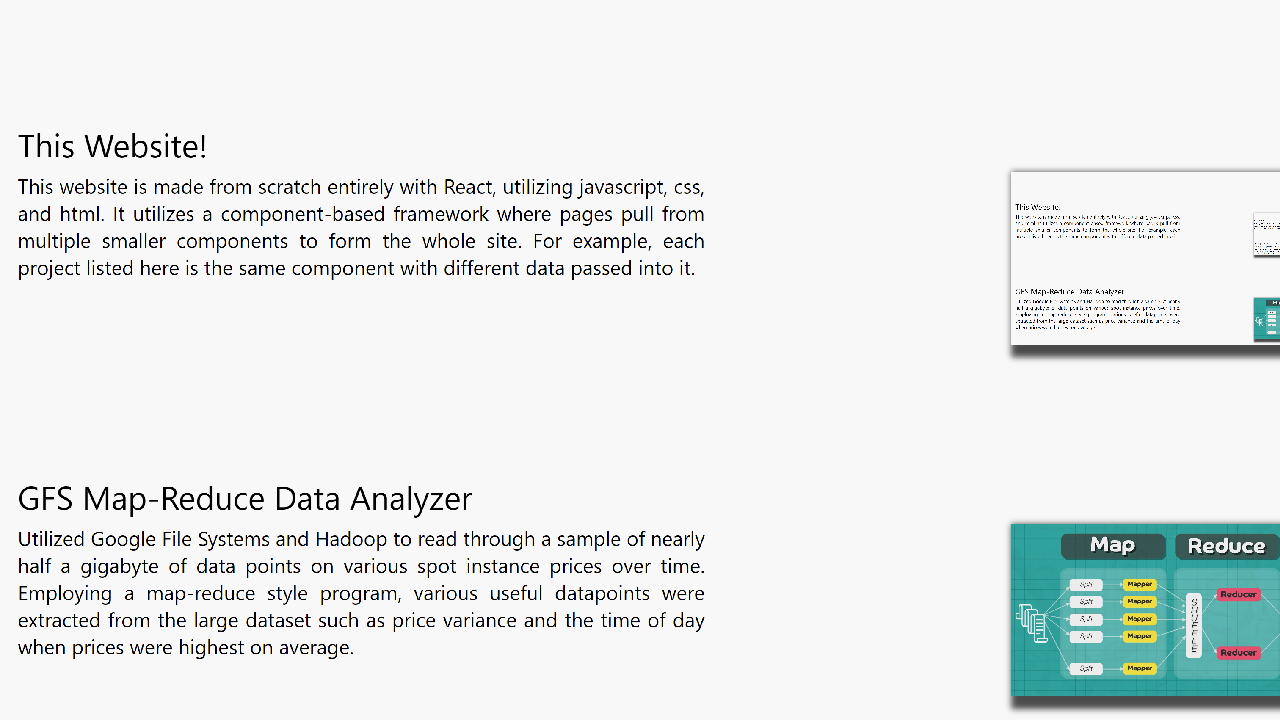 This Website!
This website is made from scratch entirely with React, utilizing javascript, css,
and html. It utilizes a component-based framework where pages pull from
multiple smaller components to form the whole site. For example, each
project listed here is the same component with different data passed into it.
This Website!
GFS Map-Reduce Data Analyzer
GFS Map-Reduce Data Analyzer
Utilized Google File Systems and Hadoop to read through a sample of nearly
half a gigabyte of data points on various spot instance prices over time.
Employing a map-reduce style program, various useful datapoints were
extracted from the large dataset such as price variance and the time of day
when prices were highest on average.
Map Reduce
Split Mapper
Split Mapper
Split Mapper
Split Mapper
Split Mapper
Reducer
Reducer